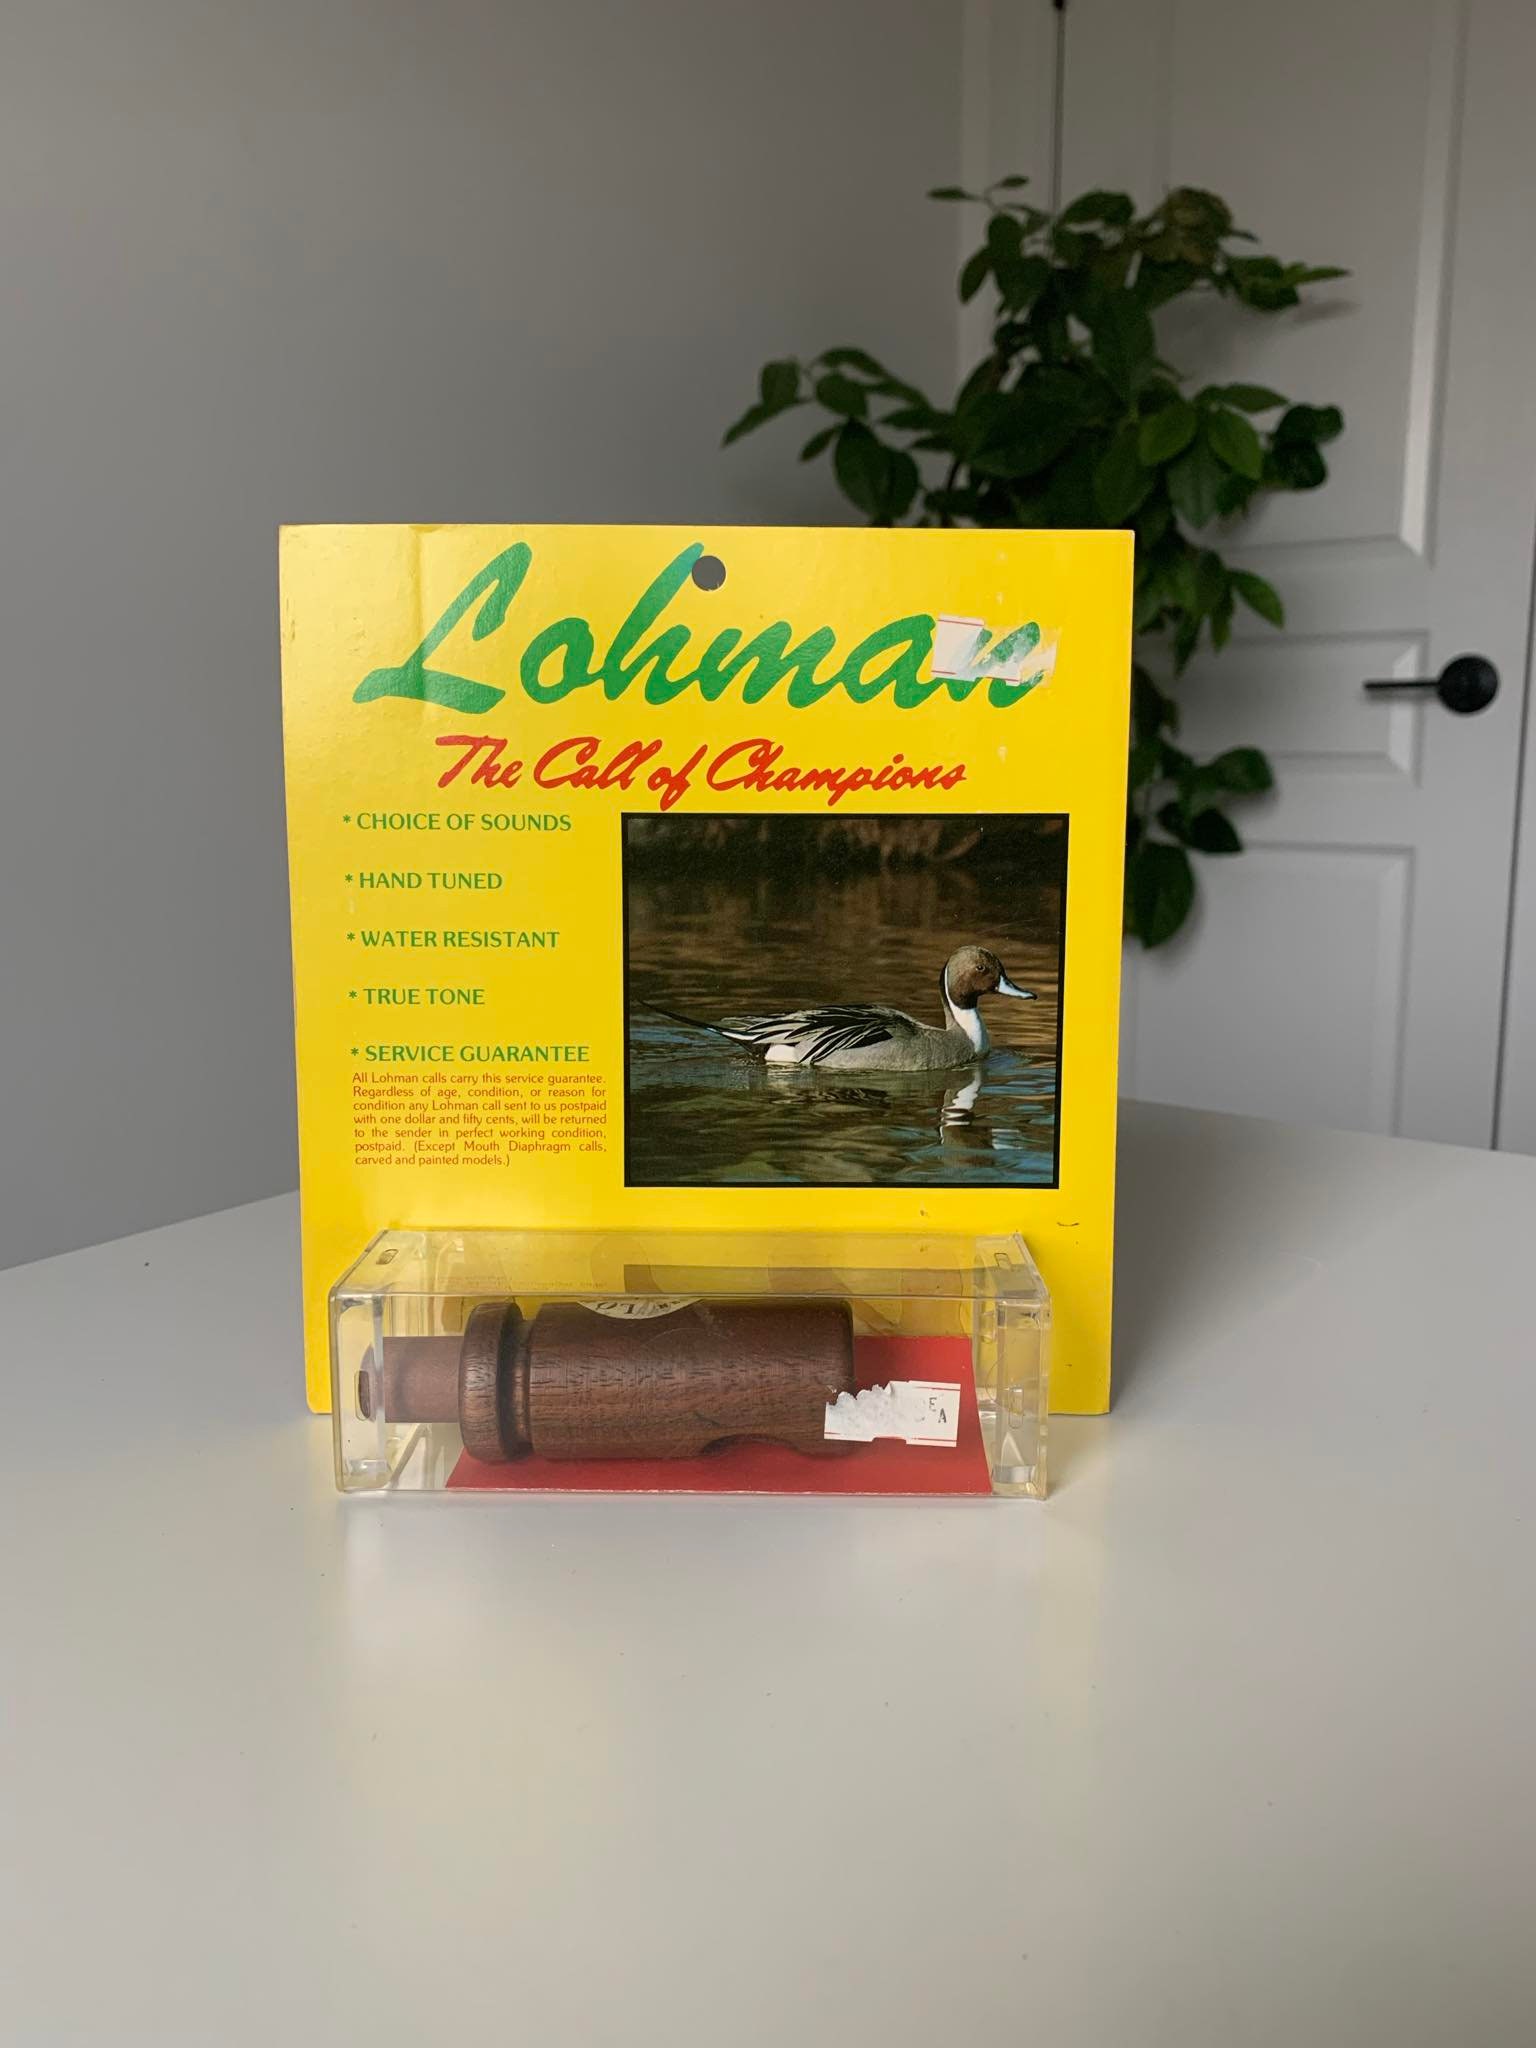 Lohman
The Call of Champions
* CHOICE OF SOUNDS
* HAND TUNED
* WATER RESISTANT
* TRUE TONE
* SERVICE GUARANTEE
All Lohman calls carry this service guarantee.
Regardless of age, condition, or reason for
condition any Lohman call sent to us postpaid
with one dollar and fifty cents, will be returned
to the sender in perfect working condition,
postpaid. (Except Mouth Diaphragm calls,
carved and painted models.)